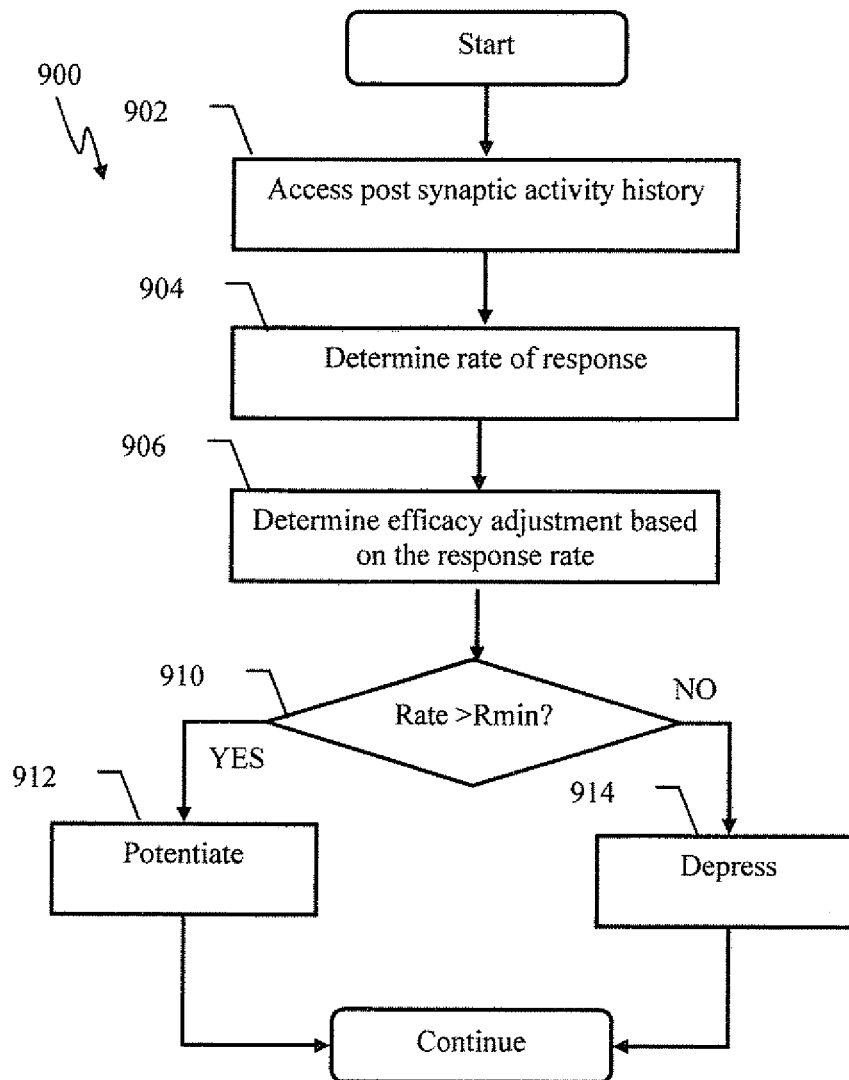 Start
900
902
Access post synaptic activity history
904
Determine rate of response
906
Determine efficacy adjustment based
on the response rate
910
Rate >Rmin?
NO
YES
912
914
Potentiate
Depress
Continue